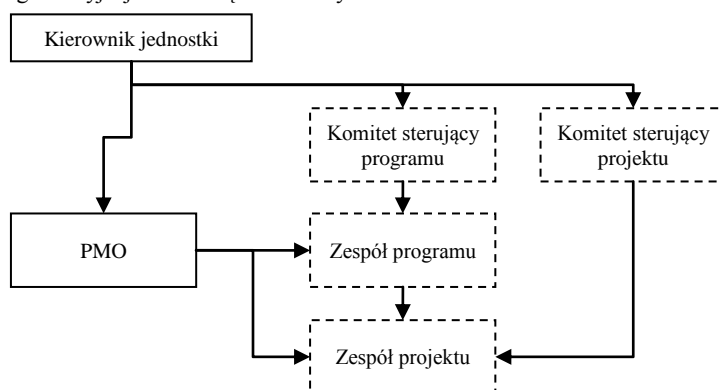 Kierownik jednostki
Komitet sterujący
programu
Komitet sterujący
projektu
PMO
Zespół programu
Zespół projektu